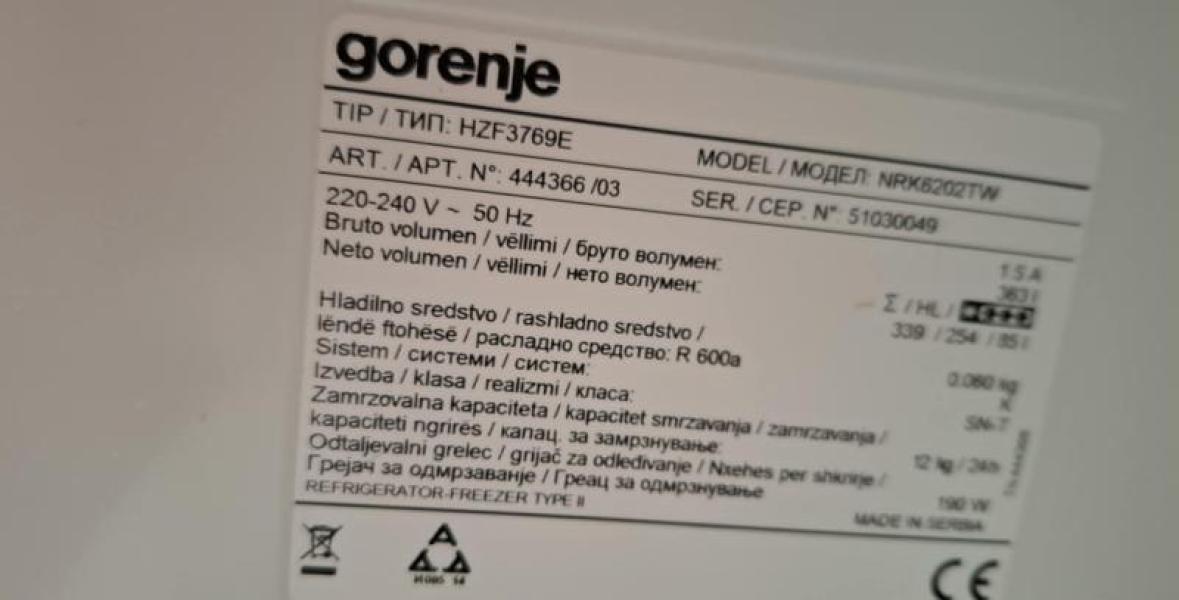 gorenje
TIP / ТИП: HZF3769E MODEL / МОДЕЛ: NRK6202TW
ART. / АРТ. N°: 444366 /03 SER. / СЕР. N°: 51030049
220-240 V ~ 50 Hz 1.5 A
Bruto volumen / vëllimi / бруто волумен: 363 l
Neto volumen / vëllimi / нето волумен: Σ / HL /
339 / 254 / 85 l
Hladilno sredstvo / rashladno sredstvo /
lëndë ftohësë / расладно средство: R 600a 0.060 kg
Sistem / системи / систем: K
Izvedba / klasa / realizmi / класа: SN-T
Zamrzovalna kapaciteta / kapacitet smrzavanja / zamrzavanja /
kapaciteti ngrirës / капац. за замрзнување: 12 kg / 24h
Odtaljevalni grelec / grijač za odleđivanje / Nxehes per shkrirje /
Грејач за одмрзаванје / Греац за одмрзнување 190 W
REFRIGERATOR-FREEZER TYPE II MADE IN SERBIA
A
A A
CE